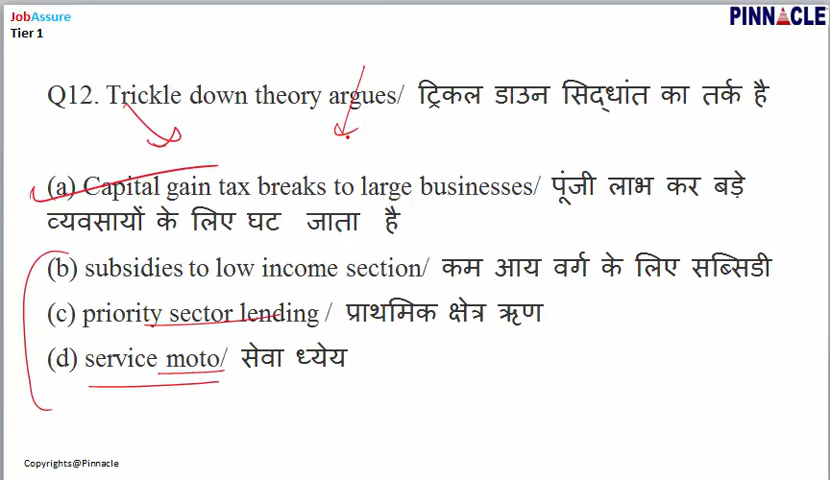 JobAssure
PINNACLE
Tier 1
Q12. Trickle down theory argues/ ट्रिकल डाउन सिद्धांत का तर्क है
(a) Capital gain tax breaks to large businesses/ पूंजी लाभ कर बड़े
व्यवसायों के लिए घट जाता है
(b) subsidies to low income section/ कम आय वर्ग के लिए सब्सिडी
(c) priority sector lending / प्राथमिक क्षेत्र ऋण
(d) service moto/ सेवा ध्येय
Copyrights@Pinnacle